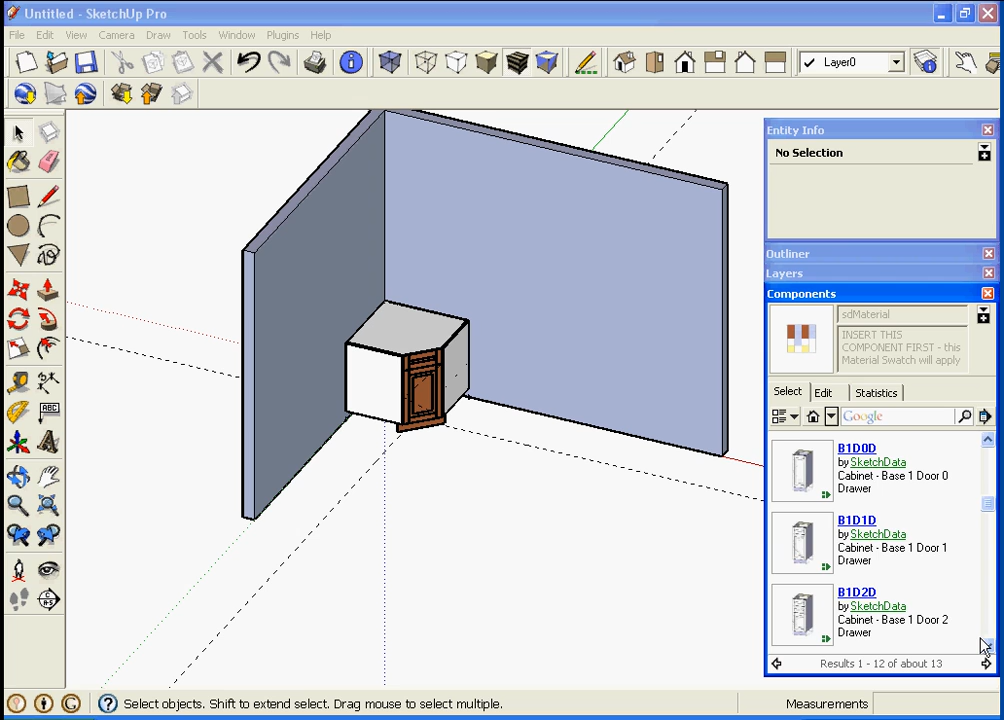 Untitled - SketchUp Pro
File Edit View Camera Draw Tools Window Plugins Help
Layer0
Entity Info
No Selection
Outliner
Layers
Components
sdMaterial
INSERT THIS
COMPONENT FIRST - this
Material Swatch will apply
Select Edit Statistics
Google
B1D0D
by SketchData
Cabinet - Base 1 Door 0
Drawer
B1D1D
by SketchData
Cabinet - Base 1 Door 1
Drawer
B1D2D
by SketchData
Cabinet - Base 1 Door 2
Drawer
Results 1 - 12 of about 13
ABC
A
Select objects. Shift to extend select. Drag mouse to select multiple.
Measurements